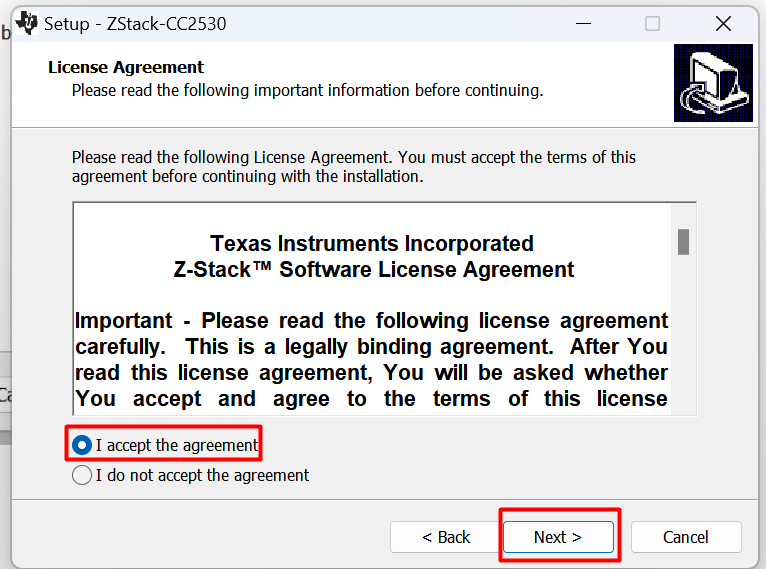 Setup - ZStack-CC2530
License Agreement
Please read the following important information before continuing.
Please read the following License Agreement. You must accept the terms of this
agreement before continuing with the installation.
Texas Instruments Incorporated
Z-Stack™ Software License Agreement
Important - Please read the following license agreement
carefully. This is a legally binding agreement. After You
read this license agreement, You will be asked whether
You accept and agree to the terms of this license
I accept the agreement
I do not accept the agreement
< Back
Next >
Cancel